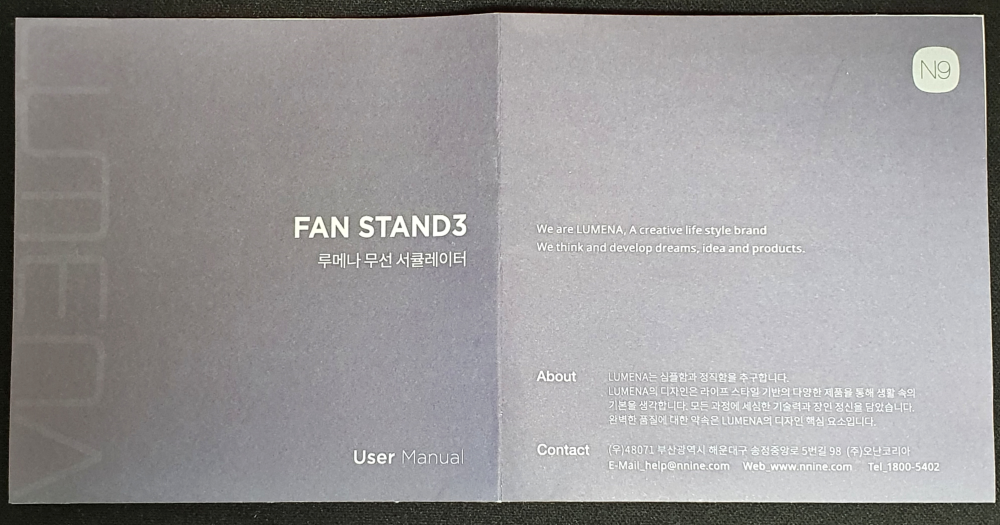 LUMENA
FAN STAND3
루메나 무선 서큘레이터
User Manual
N9
We are LUMENA, A creative life style brand
We think and develop dreams, idea and products.
About
LUMENA는 심플함과 정직함을 추구합니다.
LUMENA의 디자인은 라이프 스타일 기반의 다양한 제품을 통해 생활 속의
기본을 생각합니다. 모든 과정에 세심한 기술력과 장인 정신을 담았습니다.
완벽한 품질에 대한 약속은 LUMENA의 디자인 핵심 요소입니다.
Contact
(우)48071 부산광역시 해운대구 송정중앙로 5번길 98 (주)오난코리아
E-Mail_help@nnine.com Web_www.nnine.com Tel_1800-5402